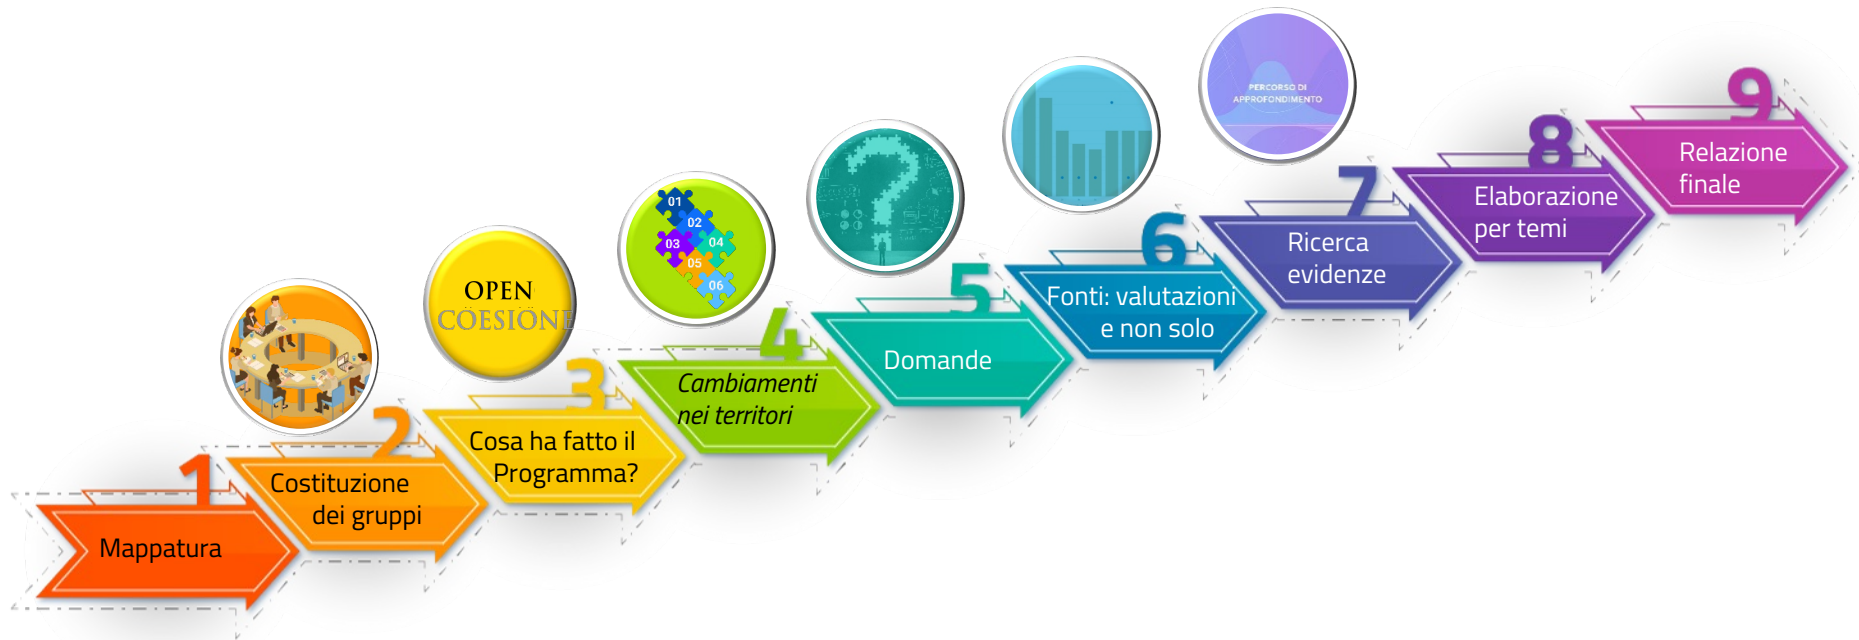 1
Mappatura
2
Costituzione
dei gruppi
OPEN
COESIONE
3
Cosa ha fatto il
Programma?
01
02
03
04
05
06
4
Cambiamenti
nei territori
5
Domande
6
Fonti: valutazioni
e non solo
PERCORSO DI
APPROFONDIMENTO
7
Ricerca
evidenze
8
Elaborazione
per temi
9
Relazione
finale